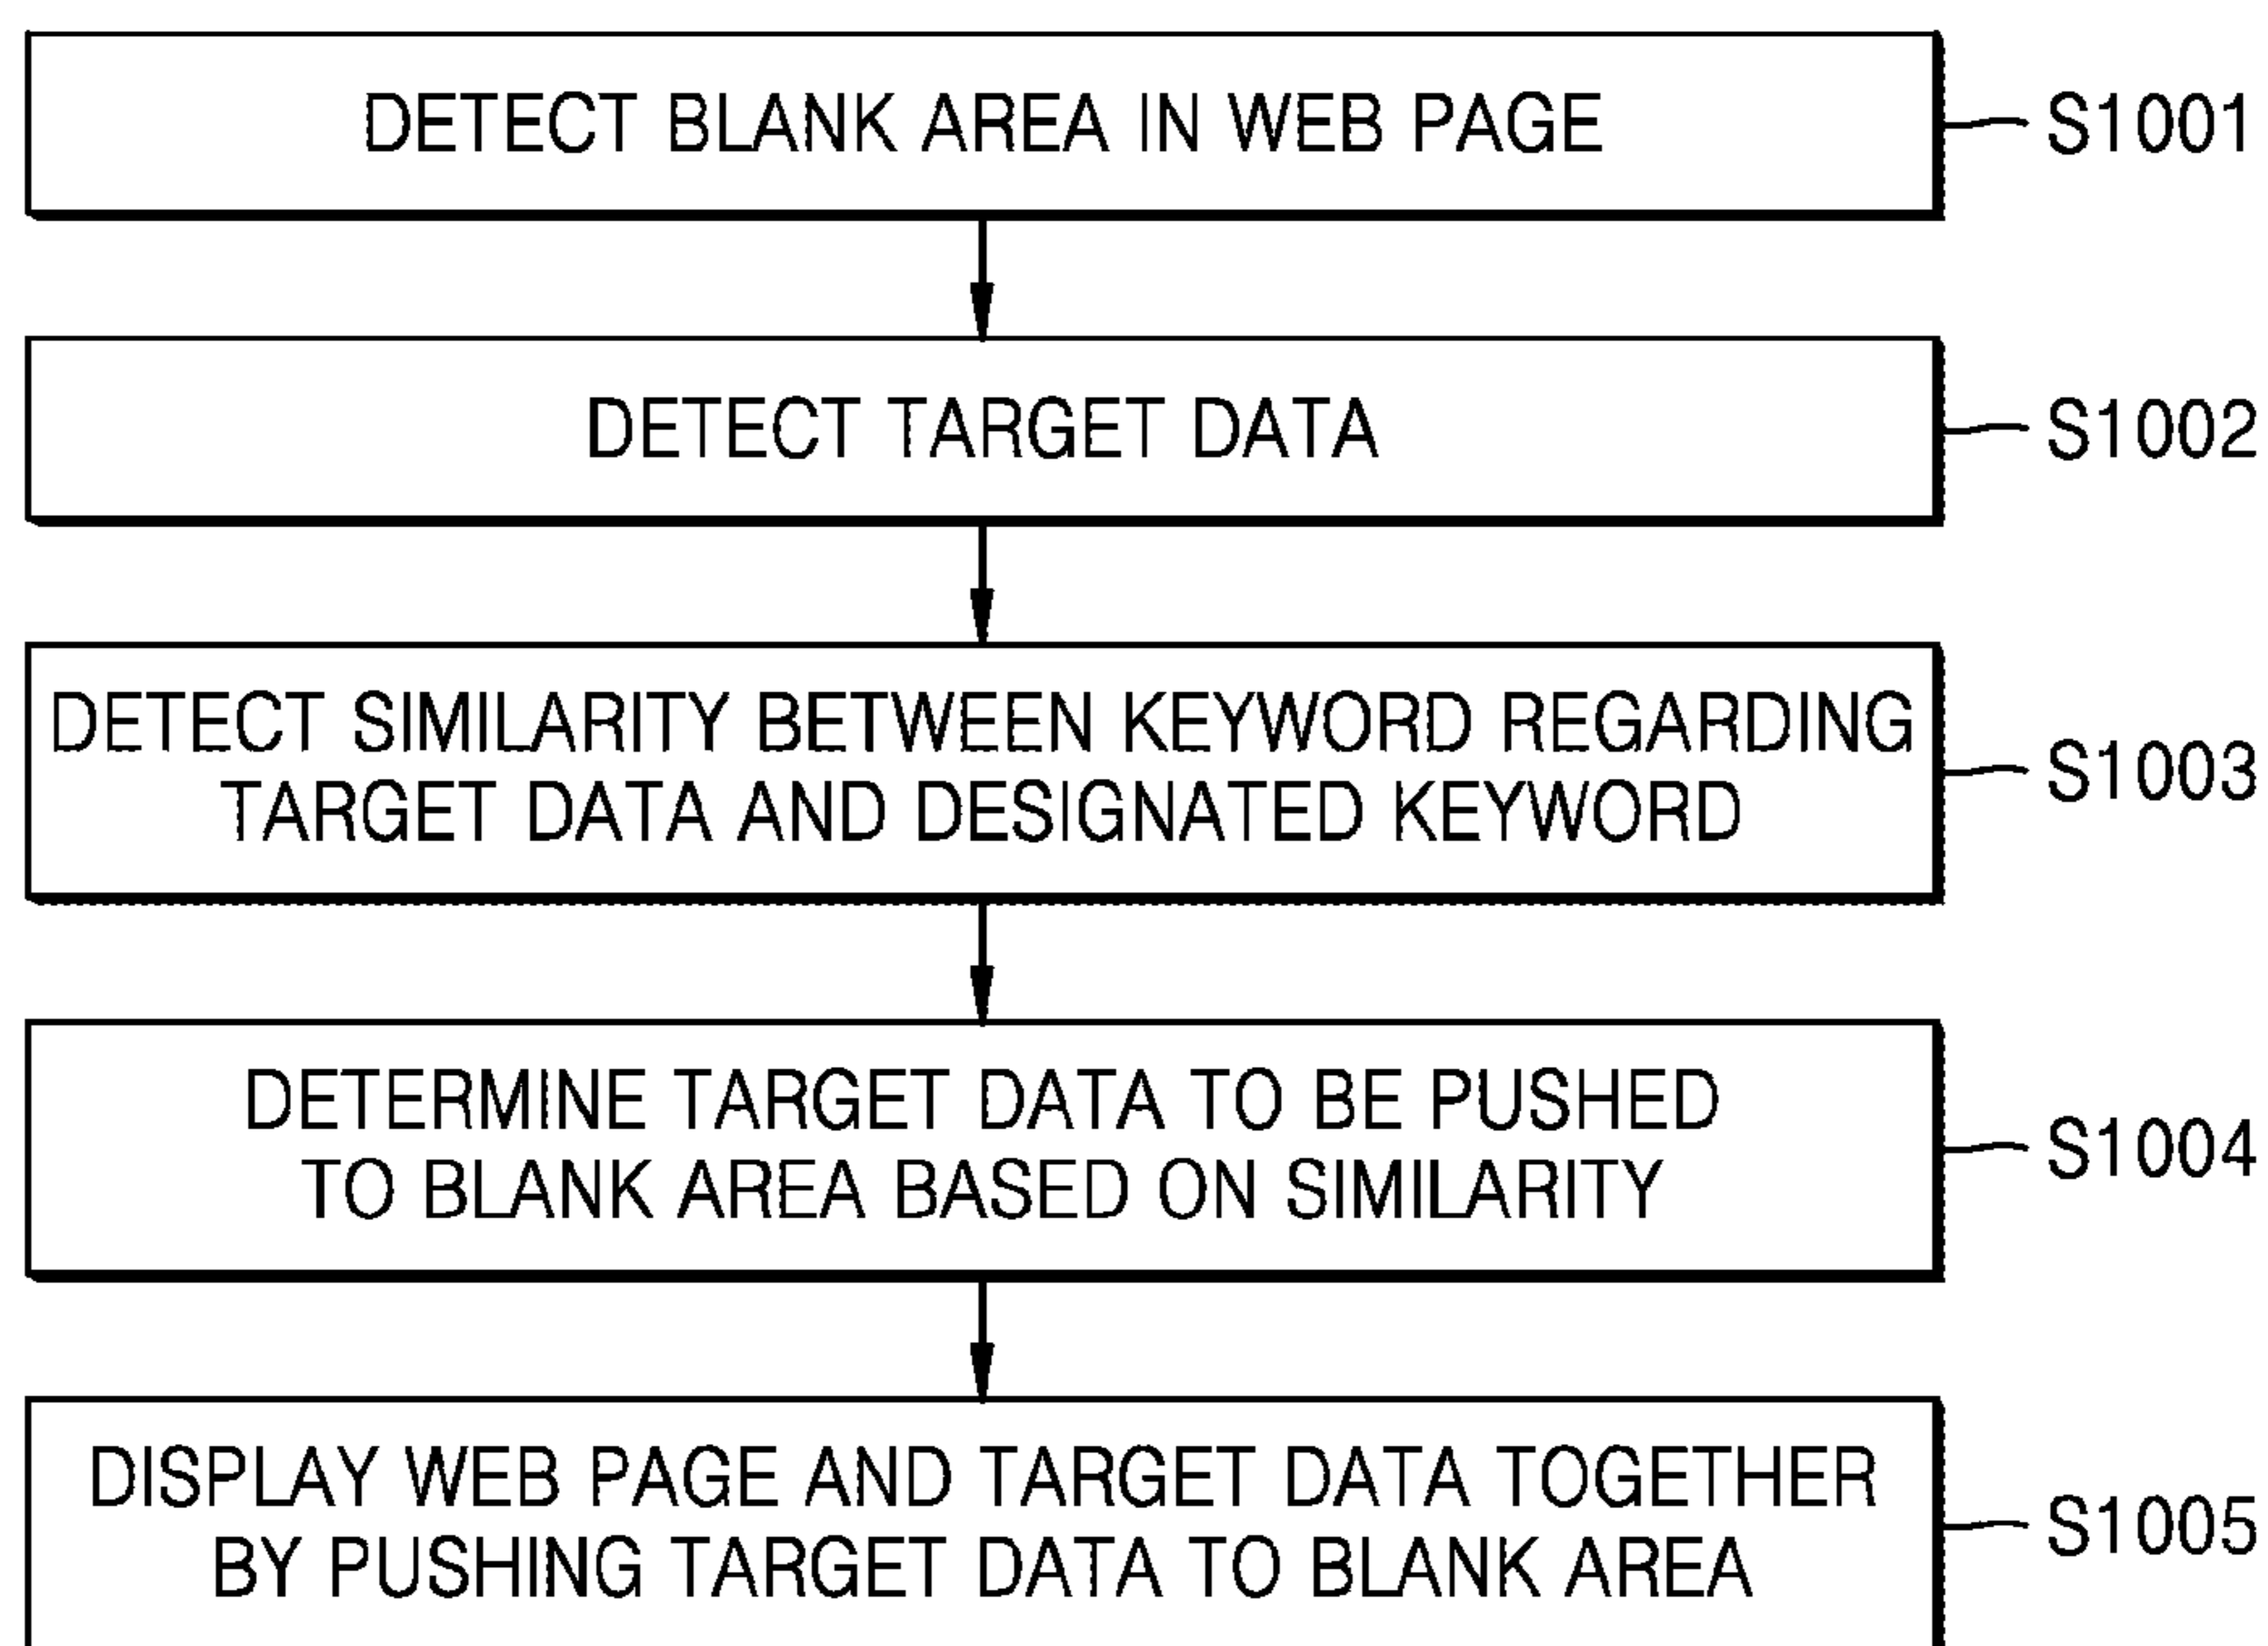 DETECT BLANK AREA IN WEB PAGE
S1001
DETECT TARGET DATA
S1002
DETECT SIMILARITY BETWEEN KEYWORD REGARDING
TARGET DATA AND DESIGNATED KEYWORD
S1003
DETERMINE TARGET DATA TO BE PUSHED
TO BLANK AREA BASED ON SIMILARITY
S1004
DISPLAY WEB PAGE AND TARGET DATA TOGETHER
BY PUSHING TARGET DATA TO BLANK AREA
S1005